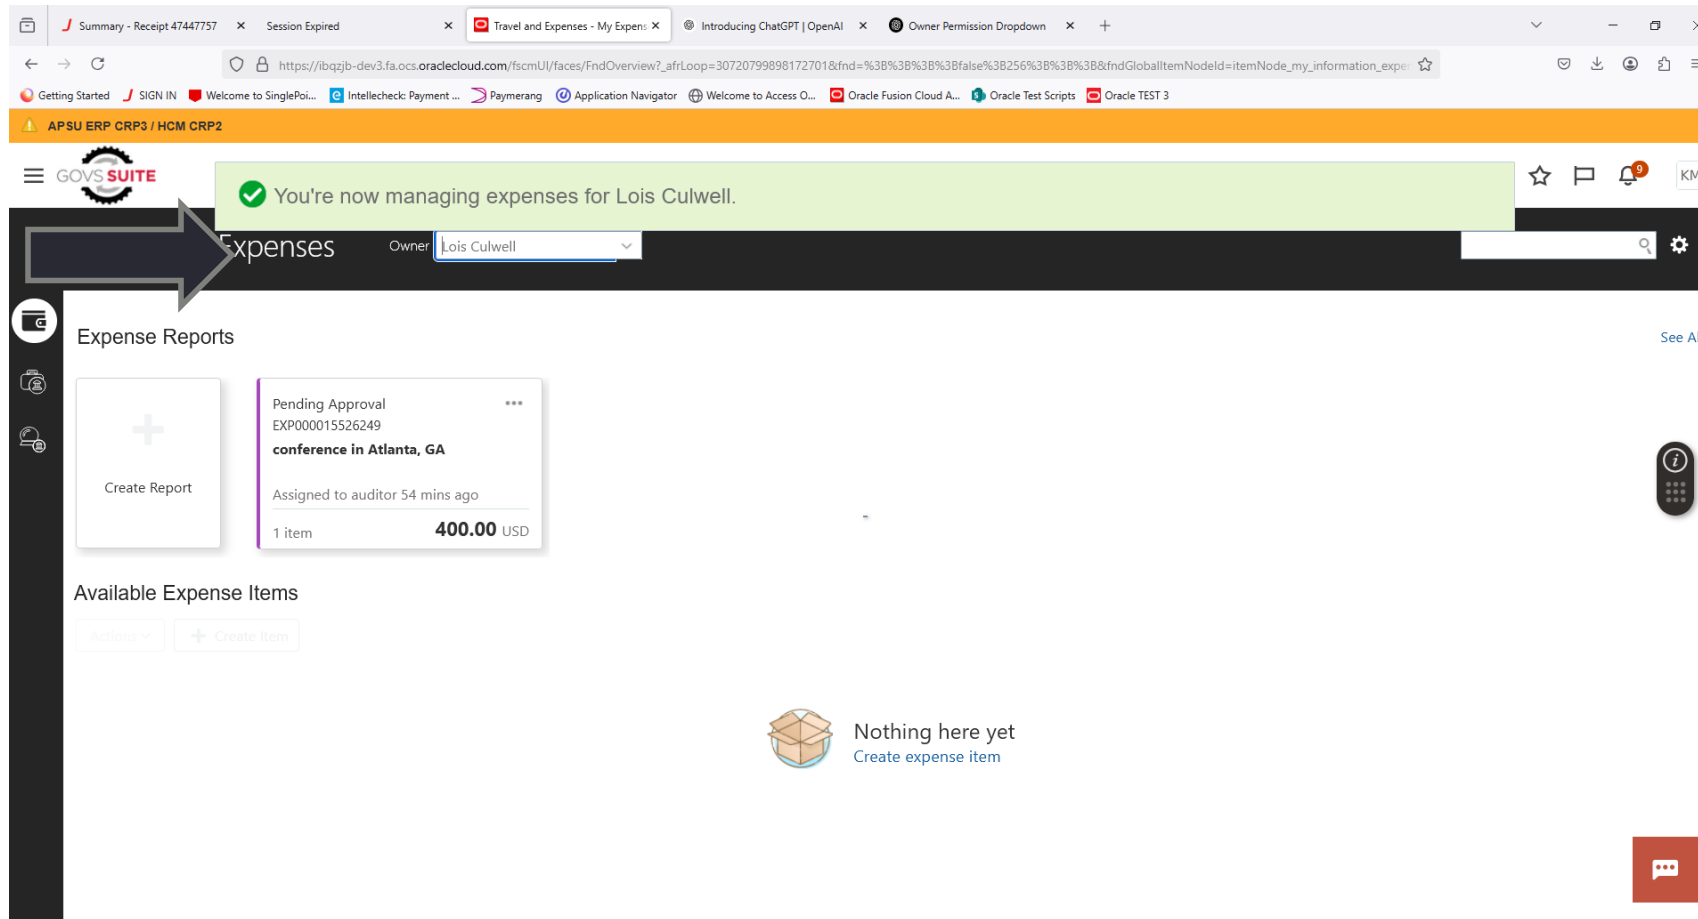 Summary - Receipt 47447757
Session Expired
Travel and Expenses - My Expens
Introducing ChatGPT | OpenAI
Owner Permission Dropdown
https://ibqzjb-dev3.fa.ocs.oraclecloud.com/fscmUI/faces/FndOverview?_afrLoop=30720799898172701&fnd=%3B%3B%3B%3Bfalse%3B256%3B%3B%3B&fndGlobalItemNodeId=itemNode_my_information_exper
Getting Started
SIGN IN
Welcome to SinglePoi...
Intellecheck: Payment ...
Paymerang
Application Navigator
Welcome to Access O...
Oracle Fusion Cloud A...
Oracle Test Scripts
Oracle TEST 3
APSU ERP CRP3 / HCM CRP2
GOVS SUITE
You're now managing expenses for Lois Culwell.
9
KM
Expenses
Owner
Lois Culwell
Expense Reports
See Al
Create Report
Pending Approval
EXP000015526249
conference in Atlanta, GA
Assigned to auditor 54 mins ago
1 item
400.00 USD
Available Expense Items
Actions
Create Item
Nothing here yet
Create expense item